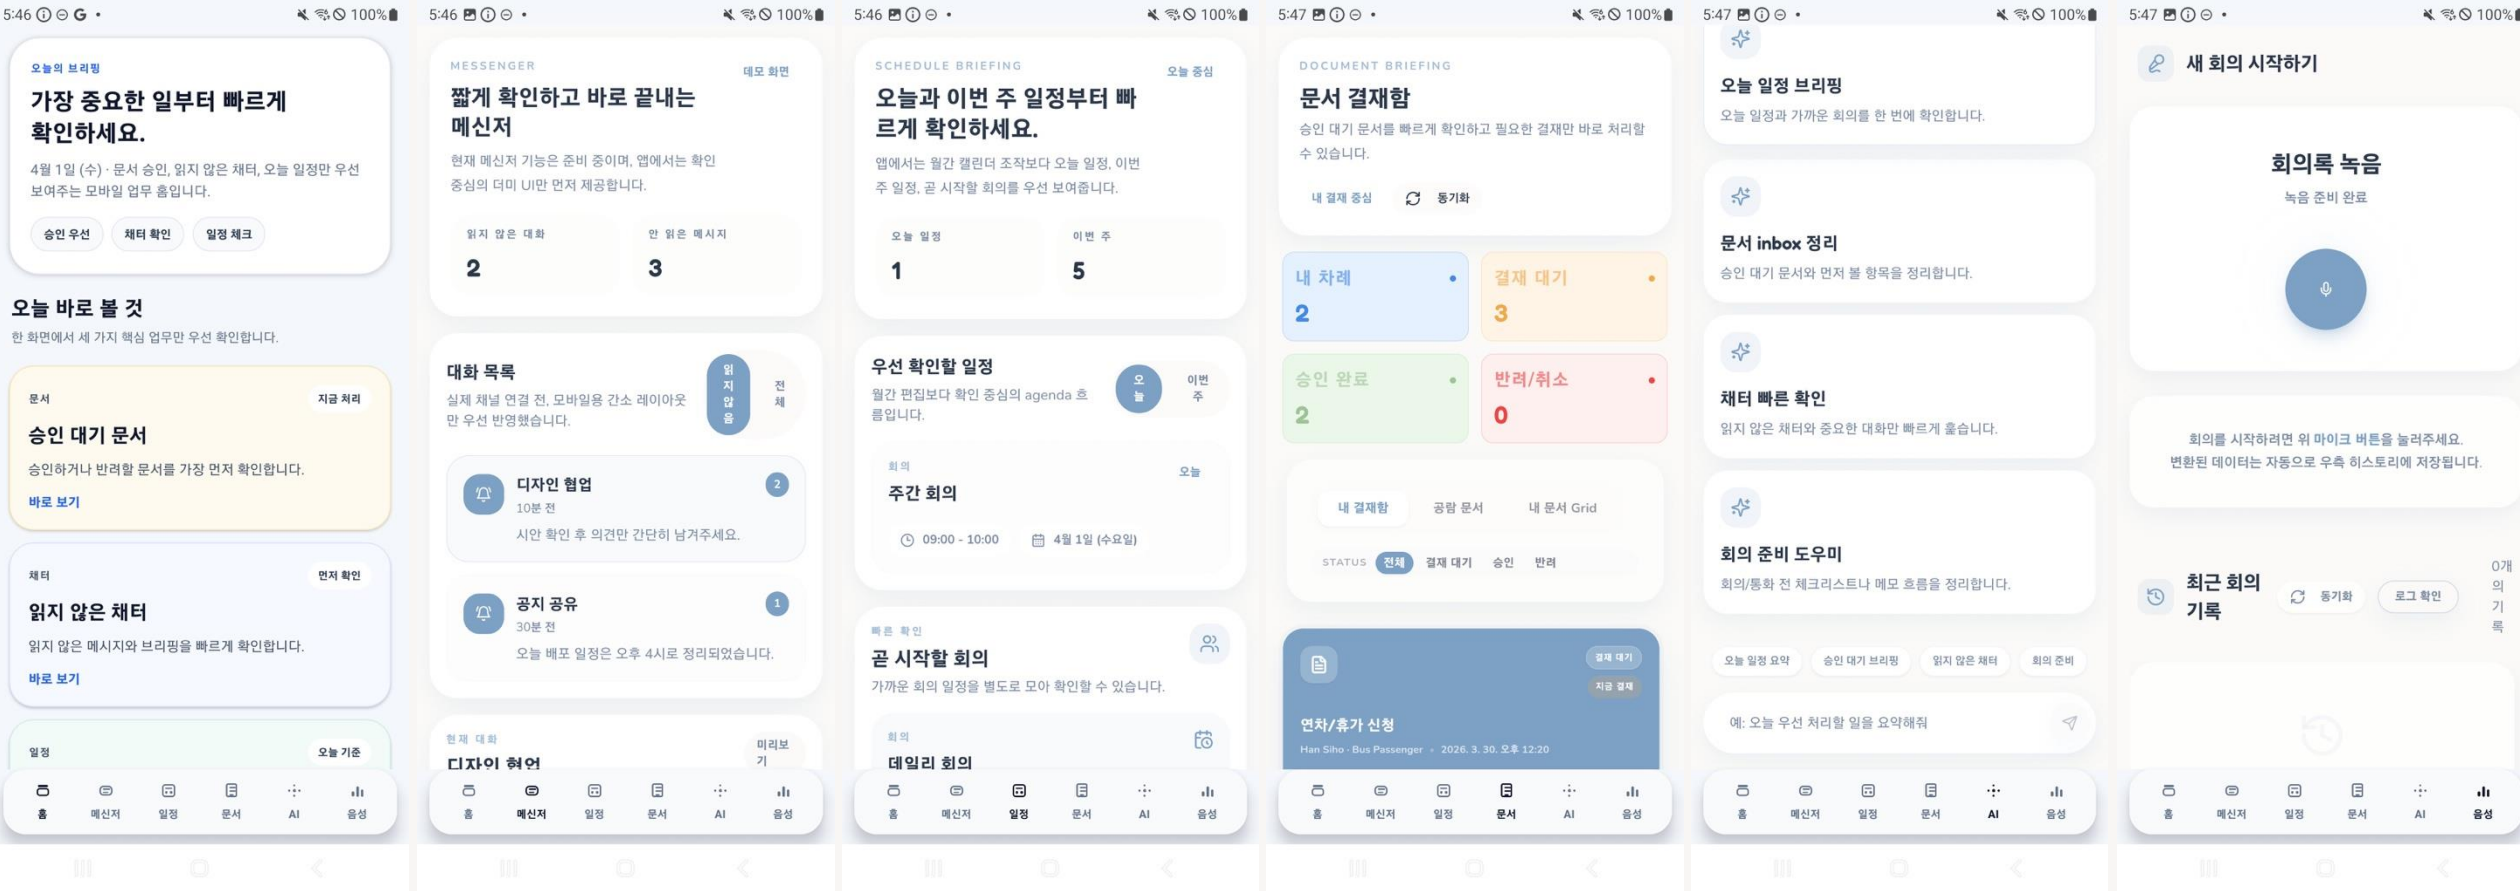 5:46
100%
오늘의 브리핑
가장 중요한 일부터 빠르게
확인하세요.
4월 1일 (수) · 문서 승인, 읽지 않은 채터, 오늘 일정만 우선
보여주는 모바일 업무 홈입니다.
승인 우선
채터 확인
일정 체크
오늘 바로 볼 것
한 화면에서 세 가지 핵심 업무만 우선 확인합니다.
문서
지금 처리
승인 대기 문서
승인하거나 반려할 문서를 가장 먼저 확인합니다.
바로 보기
채터
먼저 확인
읽지 않은 채터
읽지 않은 메시지와 브리핑을 빠르게 확인합니다.
바로 보기
일정
오늘 기준
홈
메신저
일정
문서
AI
음성
5:46
100%
MESSENGER
데모 화면
짧게 확인하고 바로 끝내는
메신저
현재 메신저 기능은 준비 중이며, 앱에서는 확인
중심의 더미 UI만 먼저 제공합니다.
읽지 않은 대화
2
안 읽은 메시지
3
대화 목록
실제 채널 연결 전, 모바일용 간소 레이아웃
만 우선 반영했습니다.
읽
지
않
음
전
체
디자인 협업
2
10분 전
시안 확인 후 의견만 간단히 남겨주세요.
공지 공유
1
30분 전
오늘 배포 일정은 오후 4시로 정리되었습니다.
현재 대화
미리보
기
디자인 협업
홈
메신저
일정
문서
AI
음성
5:46
100%
SCHEDULE BRIEFING
오늘 중심
오늘과 이번 주 일정부터 빠
르게 확인하세요.
앱에서는 월간 캘린더 조작보다 오늘 일정, 이번
주 일정, 곧 시작할 회의를 우선 보여줍니다.
오늘 일정
1
이번 주
5
우선 확인할 일정
월간 편집보다 확인 중심의 agenda 흐
름입니다.
오
늘
이번
주
회의
오늘
주간 회의
09:00 - 10:00
4월 1일 (수요일)
빠른 확인
곧 시작할 회의
가까운 회의 일정을 별도로 모아 확인할 수 있습니다.
회의
데일리 회의
홈
메신저
일정
문서
AI
음성
5:47
100%
DOCUMENT BRIEFING
문서 결재함
승인 대기 문서를 빠르게 확인하고 필요한 결재만 바로 처리할
수 있습니다.
내 결재 중심
동기화
내 차례
2
결재 대기
3
승인 완료
2
반려/취소
0
내 결재함
공람 문서
내 문서 Grid
STATUS
전체
결재 대기
승인
반려
결재 대기
지금 결재
연차/휴가 신청
Han Siho · Bus Passenger • 2026. 3. 30. 오후 12:20
홈
메신저
일정
문서
AI
음성
5:47
100%
오늘 일정 브리핑
오늘 일정과 가까운 회의를 한 번에 확인합니다.
문서 inbox 정리
승인 대기 문서와 먼저 볼 항목을 정리합니다.
채터 빠른 확인
읽지 않은 채터와 중요한 대화만 빠르게 훑습니다.
회의 준비 도우미
회의/통화 전 체크리스트나 메모 흐름을 정리합니다.
오늘 일정 요약
승인 대기 브리핑
읽지 않은 채터
회의 준비
예: 오늘 우선 처리할 일을 요약해줘
홈
메신저
일정
문서
AI
음성
5:47
100%
새 회의 시작하기
회의록 녹음
녹음 준비 완료
회의를 시작하려면 위 마이크 버튼을 눌러주세요.
변환된 데이터는 자동으로 우측 히스토리에 저장됩니다.
최근 회의
기록
동기화
로그 확인
0개
의
기
록
홈
메신저
일정
문서
AI
음성